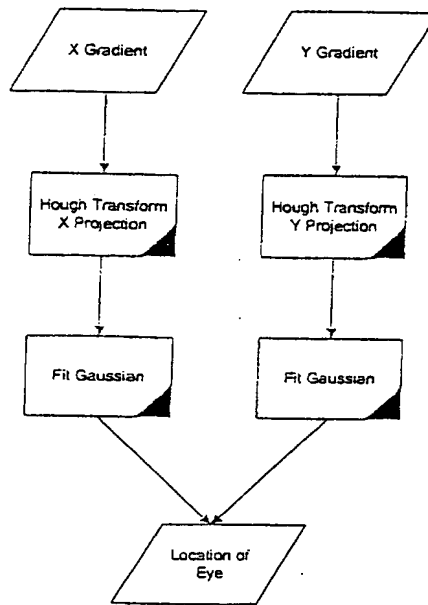 X Gradient
Y Gradient
Hough Transform
X Projection
Hough Transform
Y Projection
Fit Gaussian
Fit Gaussian
Location of
Eye